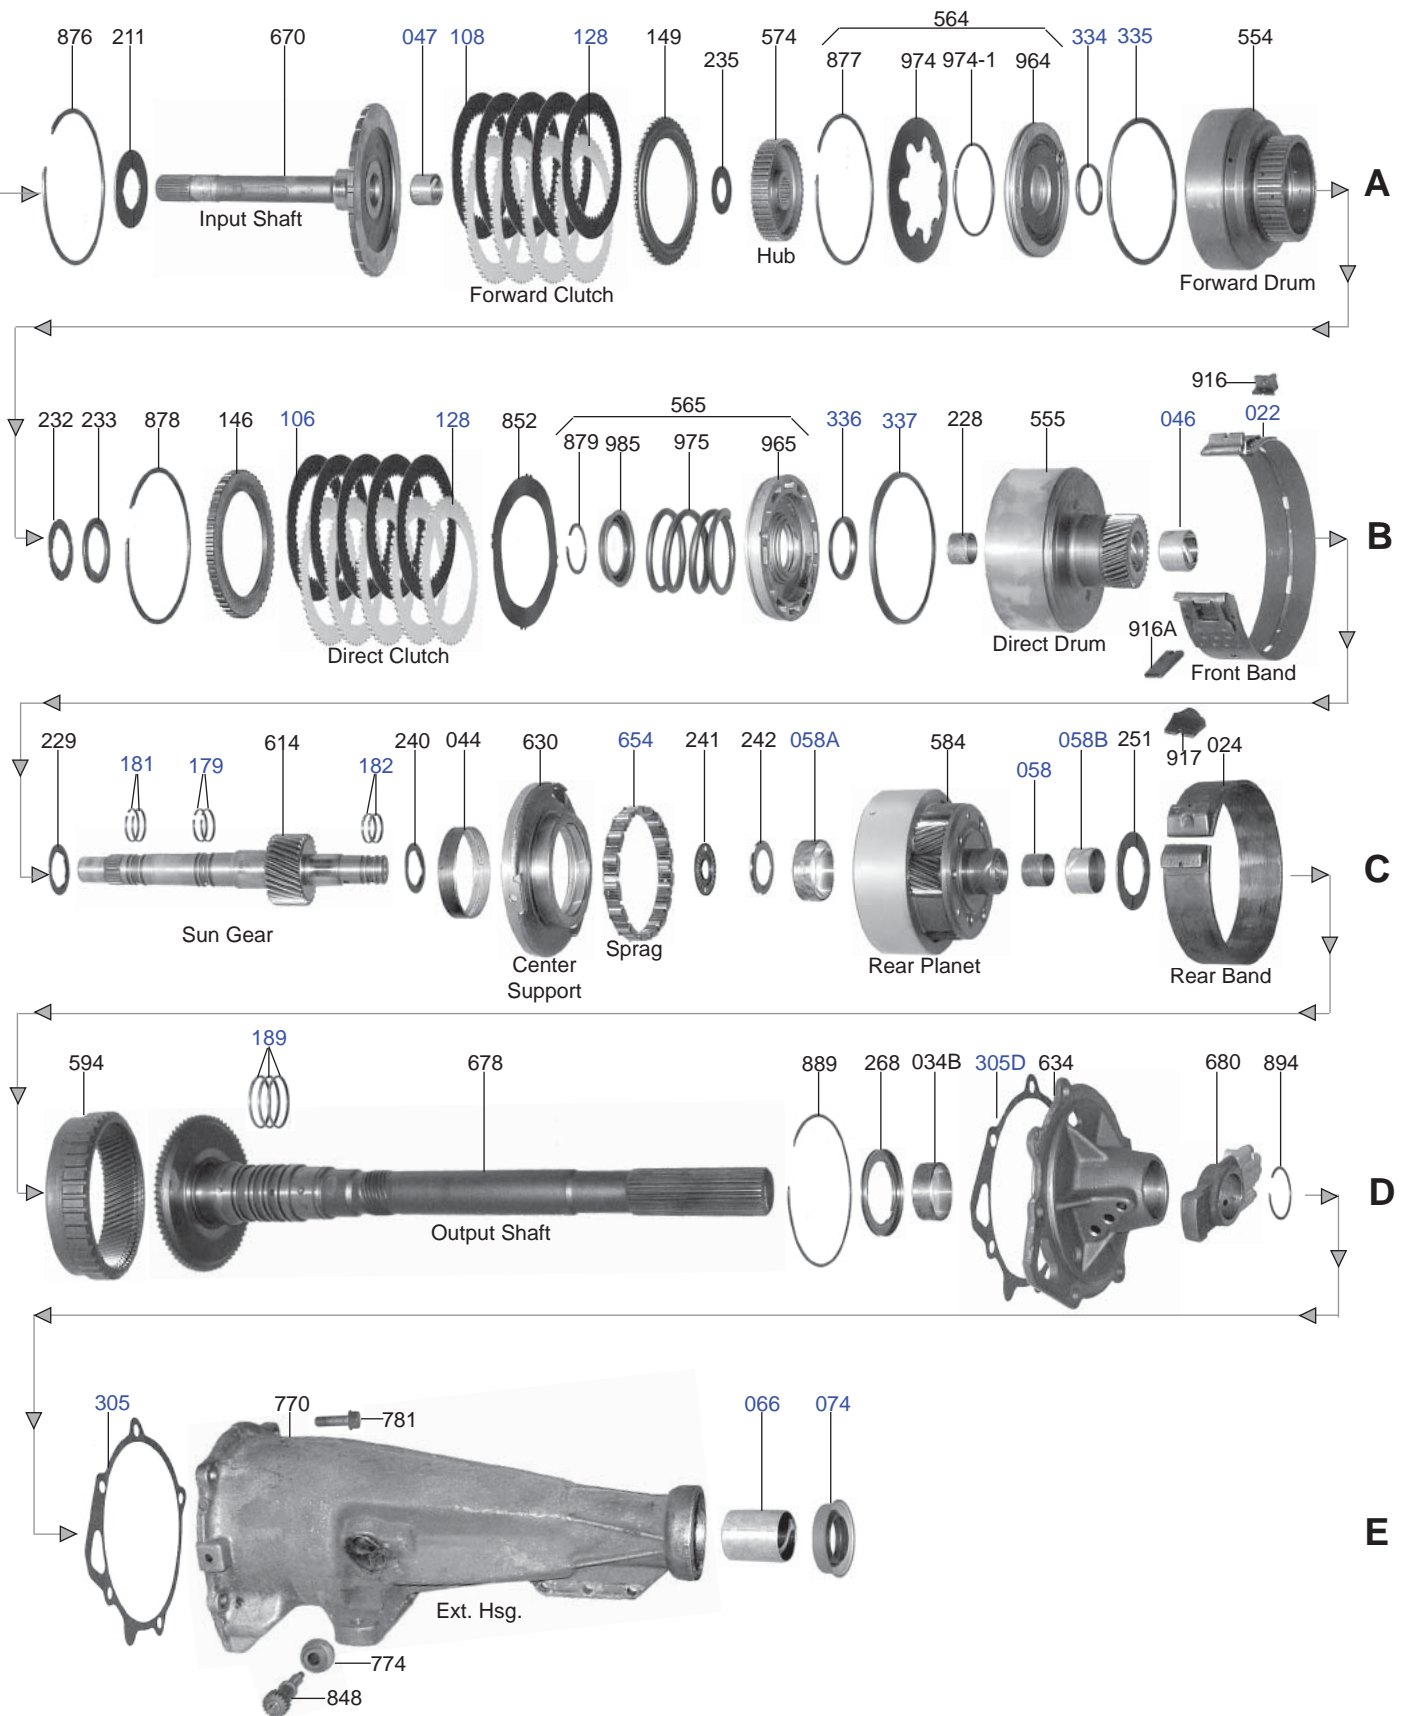 564
876 211 670 047 108 128 149 574 334 335 554
235 877 974 974-1 964
A
Input Shaft
Hub
Forward Clutch
Forward Drum
916
565
232 233 878 146 106 128 852 336 337 228 555 046 022
879 985 975 965
B
916A
Direct Clutch
Direct Drum
Front Band
229 614 240 044 630 654 241 242 058A 584 058B 251 024
181 179 182 058 917
C
Sun Gear
Sprag
Center
Support
Rear Planet
Rear Band
189
594 678 889 268 034B 305D 634 680 894
D
Output Shaft
305 770 781 066 074
E
Ext. Hsg.
774
848